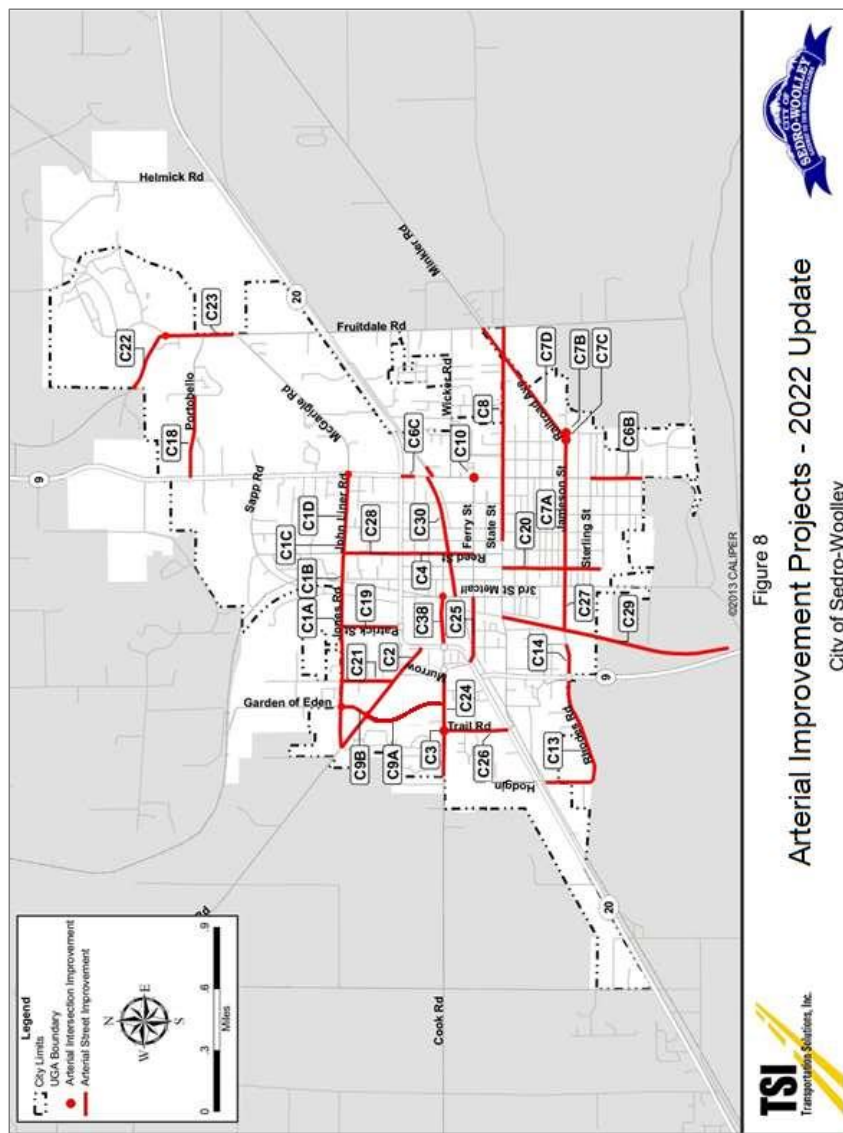 Legend
City Limits
UGA Boundary
Arterial Intersection Improvement
Arterial Street Improvement
N
W
E
S
0
.3
.6
.9
Miles
Rd
Cook Rd
20
Helmick Rd
9
C22
C23
C18
Portobello
Fruitdale Rd
20
McGarigle Rd
Sapp Rd
Minkler Rd
C1A
C1B
C1C
C1D
Jones Rd
John Liner Rd
C21
C19
Patrick St
C28
C6C
Wicker Rd
Garden of Eden
C2
Murrow
C4
C30
C10
C9B
C9A
C38
Reed St
Ferry St
C8
C3
C24
C25
State St
Trail Rd
3rd St
Metcalf
C20
Railroad Ave
C7D
C26
Hodgin
C13
Rhodes Rd
C14
C27
C7A
Jameson St
C7B
C7C
Sterling St
C6B
C29
9
©2013 CALIPER
TSI
Transportation Solutions, Inc.
Figure 8
Arterial Improvement Projects - 2022 Update
City of Sedro-Woolley
CITY OF
SEDRO-WOOLLEY